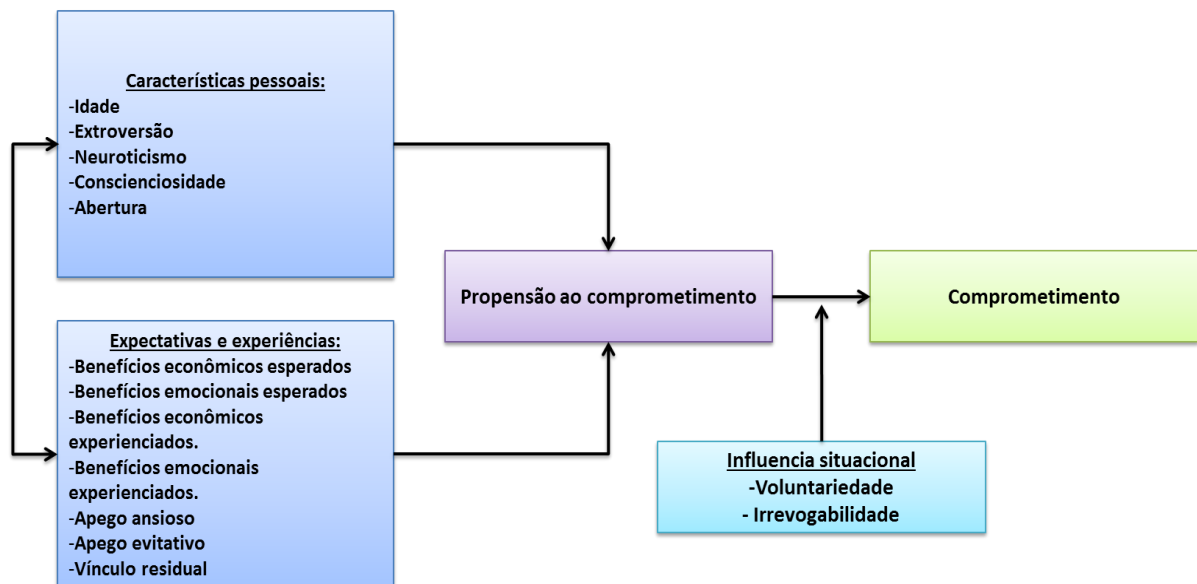 Características pessoais:
-Idade
-Extroversão
-Neuroticismo
-Conscienciosidade
-Abertura
Propensão ao comprometimento
Comprometimento
Expectativas e experiências:
-Benefícios econômicos esperados
-Benefícios emocionais esperados
-Benefícios econômicos
experienciados.
-Benefícios emocionais
experienciados.
-Apego ansioso
-Apego evitativo
-Vínculo residual
Influencia situacional
-Voluntariedade
- Irrevogabilidade